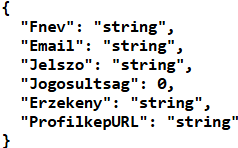 {
  "Fnev": "string",
  "Email": "string",
  "Jelszo": "string",
  "Jogosultsag": 0,
  "Erzekeny": "string",
  "ProfilkepURL": "string"
}